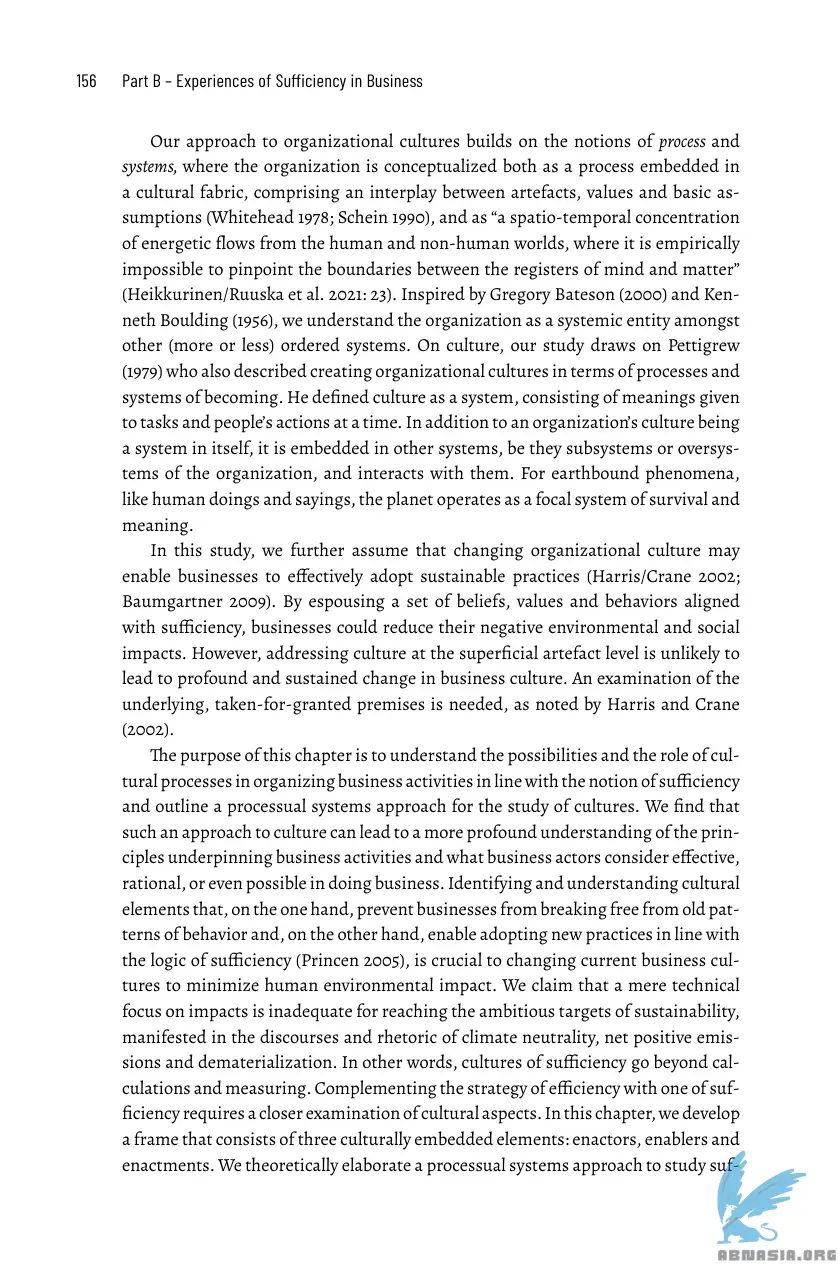 156 Part B – Experiences of Sufficiency in Business
Our approach to organizational cultures builds on the notions of process and
systems, where the organization is conceptualized both as a process embedded in
a cultural fabric, comprising an interplay between artefacts, values and basic as-
sumptions (Whitehead 1978; Schein 1990), and as “a spatio-temporal concentration
of energetic flows from the human and non-human worlds, where it is empirically
impossible to pinpoint the boundaries between the registers of mind and matter”
(Heikkurinen/Ruuska et al. 2021: 23). Inspired by Gregory Bateson (2000) and Ken-
neth Boulding (1956), we understand the organization as a systemic entity amongst
other (more or less) ordered systems. On culture, our study draws on Pettigrew
(1979) who also described creating organizational cultures in terms of processes and
systems of becoming. He defined culture as a system, consisting of meanings given
to tasks and people’s actions at a time. In addition to an organization’s culture being
a system in itself, it is embedded in other systems, be they subsystems or oversys-
tems of the organization, and interacts with them. For earthbound phenomena,
like human doings and sayings, the planet operates as a focal system of survival and
meaning.
In this study, we further assume that changing organizational culture may
enable businesses to effectively adopt sustainable practices (Harris/Crane 2002;
Baumgartner 2009). By espousing a set of beliefs, values and behaviors aligned
with sufficiency, businesses could reduce their negative environmental and social
impacts. However, addressing culture at the superficial artefact level is unlikely to
lead to profound and sustained change in business culture. An examination of the
underlying, taken-for-granted premises is needed, as noted by Harris and Crane
(2002).
The purpose of this chapter is to understand the possibilities and the role of cul-
tural processes in organizing business activities in line with the notion of sufficiency
and outline a processual systems approach for the study of cultures. We find that
such an approach to culture can lead to a more profound understanding of the prin-
ciples underpinning business activities and what business actors consider effective,
rational, or even possible in doing business. Identifying and understanding cultural
elements that, on the one hand, prevent businesses from breaking free from old pat-
terns of behavior and, on the other hand, enable adopting new practices in line with
the logic of sufficiency (Princen 2005), is crucial to changing current business cul-
tures to minimize human environmental impact. We claim that a mere technical
focus on impacts is inadequate for reaching the ambitious targets of sustainability,
manifested in the discourses and rhetoric of climate neutrality, net positive emis-
sions and dematerialization. In other words, cultures of sufficiency go beyond cal-
culations and measuring. Complementing the strategy of efficiency with one of suf-
ficiency requires a closer examination of cultural aspects. In this chapter, we develop
a frame that consists of three culturally embedded elements: enactors, enablers and
enactments. We theoretically elaborate a processual systems approach to study suf-
ABNASIA.ORG